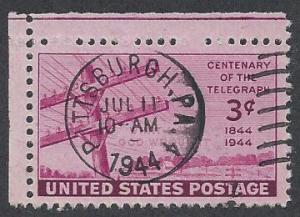 CENTENARY
OF THE
TELEGRAPH
3¢
1844
1944
PITTSBURGH, PA.
JUL 11
10-AM
1944
UNITED STATES POSTAGE